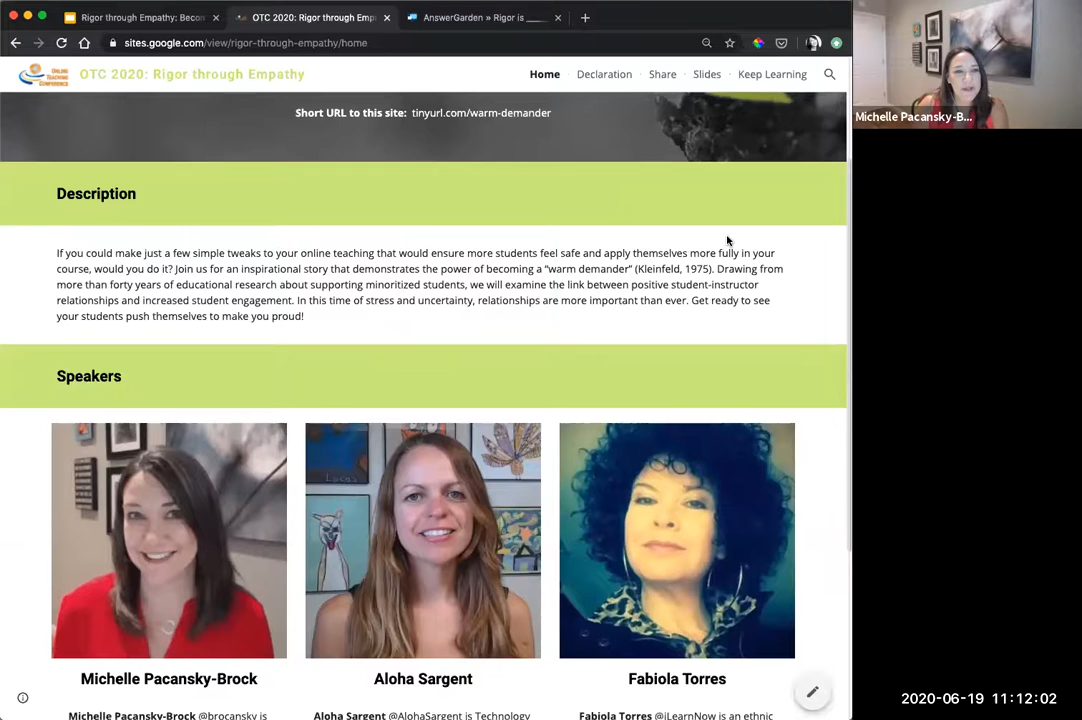 Rigor through Empathy: Becom
OTC 2020: Rigor through Emp
AnswerGarden » Rigor is ____
sites.google.com/view/rigor-through-empathy/home
ONLINE TEACHING CONFERENCE
OTC 2020: Rigor through Empathy
Home · Declaration · Share · Slides · Keep Learning
Michelle Pacansky-B...
Short URL to this site: tinyurl.com/warm-demander
Description
If you could make just a few simple tweaks to your online teaching that would ensure more students feel safe and apply themselves more fully in your
course, would you do it? Join us for an inspirational story that demonstrates the power of becoming a “warm demander” (Kleinfeld, 1975). Drawing from
more than forty years of educational research about supporting minoritized students, we will examine the link between positive student-instructor
relationships and increased student engagement. In this time of stress and uncertainty, relationships are more important than ever. Get ready to see
your students push themselves to make you proud!
Speakers
Michelle Pacansky-Brock
Aloha Sargent
Fabiola Torres
Michelle Pacansky-Brock @brocansky is
Aloha Sargent @AlohaSargent is Technology
Fabiola Torres @iLearnNow is an ethnic
2020-06-19 11:12:02